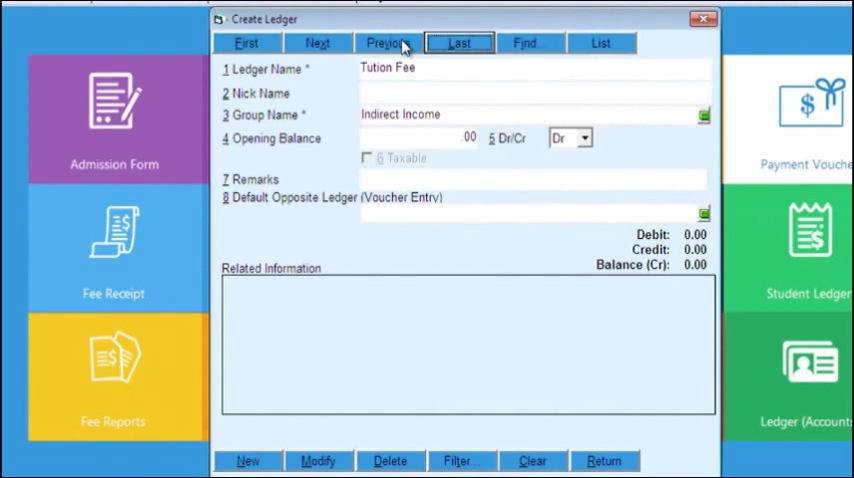 Create Ledger
First Next Previous Last Find... List
1 Ledger Name * Tution Fee
2 Nick Name
3 Group Name * Indirect Income
4 Opening Balance .00 5 Dr/Cr Dr
6 Taxable
7 Remarks
8 Default Opposite Ledger (Voucher Entry)
Debit: 0.00
Credit: 0.00
Balance (Cr): 0.00
Related Information
New Modify Delete Filter... Clear Return
Admission Form
Fee Receipt
Fee Reports
Payment Vouche
Student Ledger
Ledger (Accounts